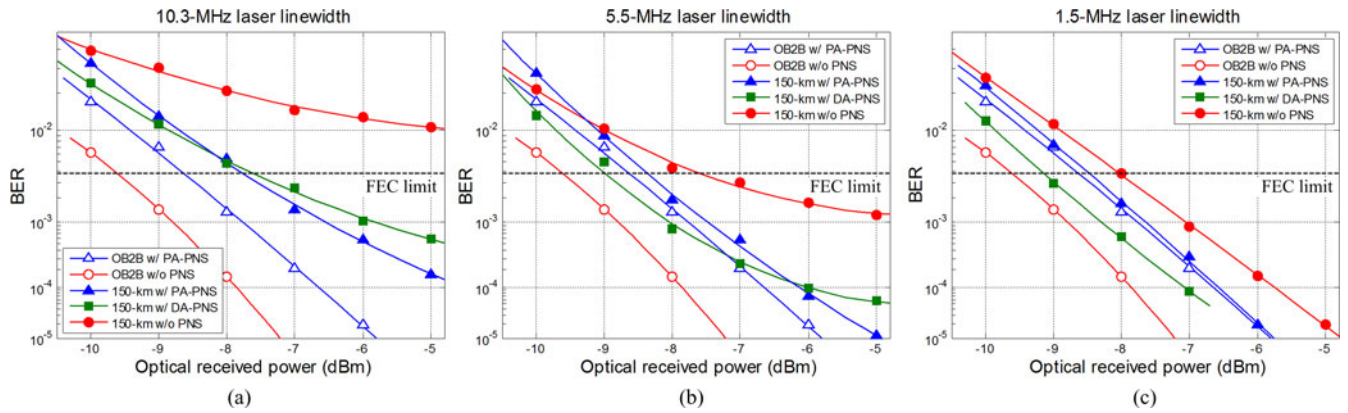 10.3-MHz laser linewidth
BER
10-2
10-3
10-4
10-5
FEC limit
OB2B w/ PA-PNS
OB2B w/o PNS
150-km w/ PA-PNS
150-km w/ DA-PNS
150-km w/o PNS
-10 -9 -8 -7 -6 -5
Optical received power (dBm)
(a)
5.5-MHz laser linewidth
OB2B w/ PA-PNS
OB2B w/o PNS
150-km w/ PA-PNS
150-km w/ DA-PNS
150-km w/o PNS
BER
10-2
10-3
10-4
10-5
FEC limit
-10 -9 -8 -7 -6 -5
Optical received power (dBm)
(b)
1.5-MHz laser linewidth
OB2B w/ PA-PNS
OB2B w/o PNS
150-km w/ PA-PNS
150-km w/ DA-PNS
150-km w/o PNS
BER
10-2
10-3
10-4
10-5
FEC limit
-10 -9 -8 -7 -6 -5
Optical received power (dBm)
(c)